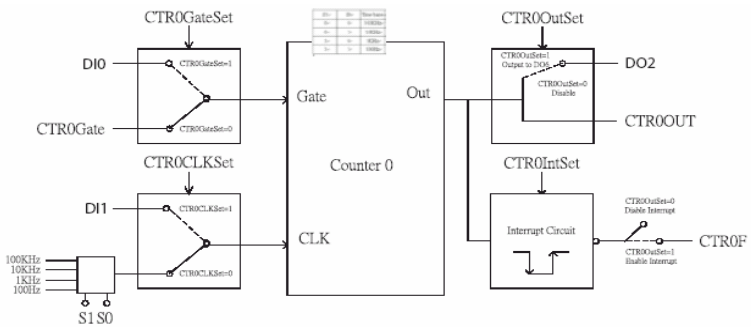 CTR0GateSet
DI0
CTR0GateSet=1
CTR0Gate
CTR0GateSet=0
CTR0CLKSet
DI1
CTR0CLKSet=1
CTR0CLKSet=0
100KHz
10KHz
1KHz
100Hz
S1 S0
Gate
Out
Counter 0
CLK
CTR0OutSet
CTR0OutSet=1
Output to DO6
CTR0OutSet=0
Disable
DO2
CTR0OUT
CTR0IntSet
Interrupt Circuit
CTR0OutSet=0
Diable Interrupt
CTR0F
CTR0OutSet=1
Enable Interrupt